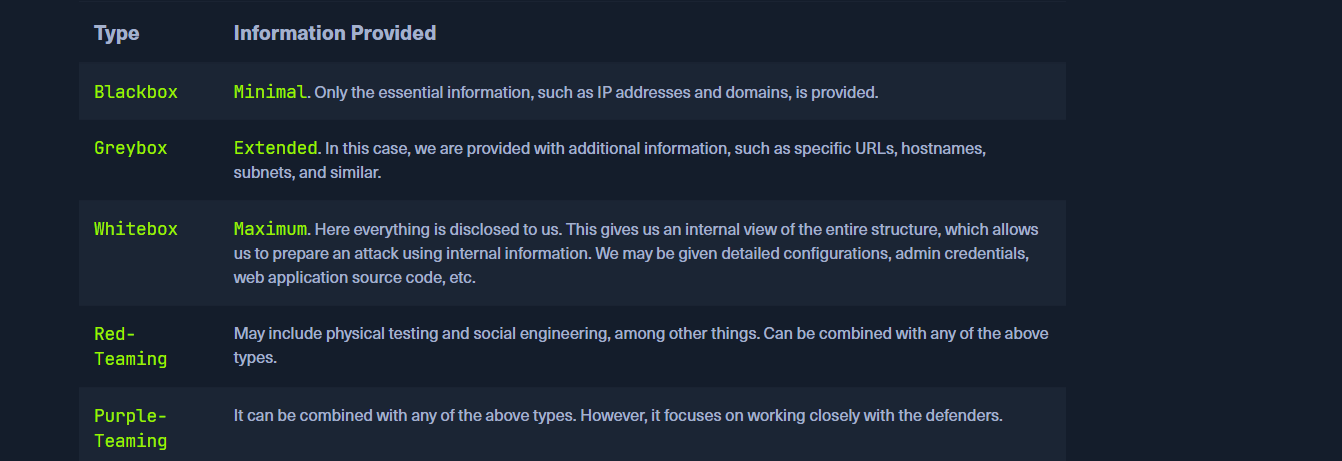 Type Information Provided
Blackbox Minimal. Only the essential information, such as IP addresses and domains, is provided.
Greybox Extended. In this case, we are provided with additional information, such as specific URLs, hostnames,
subnets, and similar.
Whitebox Maximum. Here everything is disclosed to us. This gives us an internal view of the entire structure, which allows
us to prepare an attack using internal information. We may be given detailed configurations, admin credentials,
web application source code, etc.
Red-
Teaming
May include physical testing and social engineering, among other things. Can be combined with any of the above
types.
Purple-
Teaming
It can be combined with any of the above types. However, it focuses on working closely with the defenders.